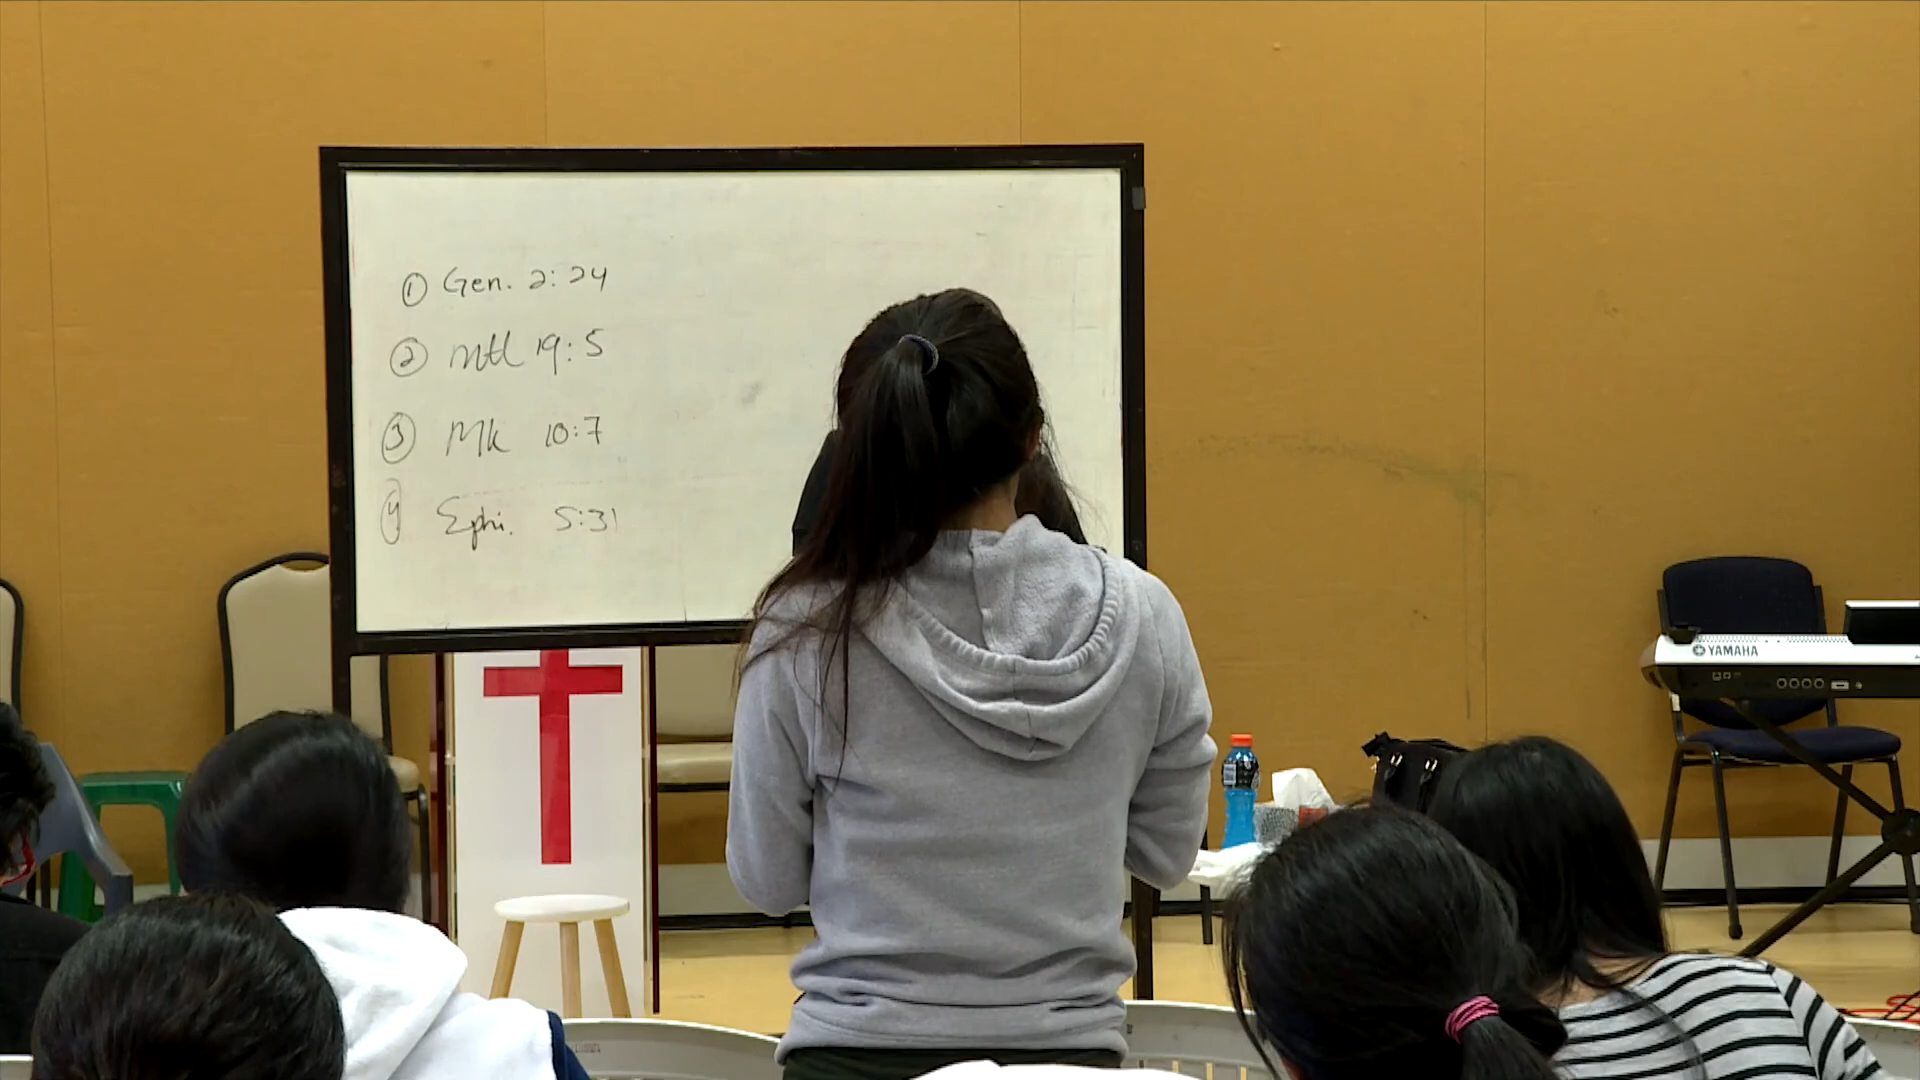 ① Gen. 2:24
② Mtt 19:5
③ Mk 10:7
④ Ephi. 5:31
YAMAHA